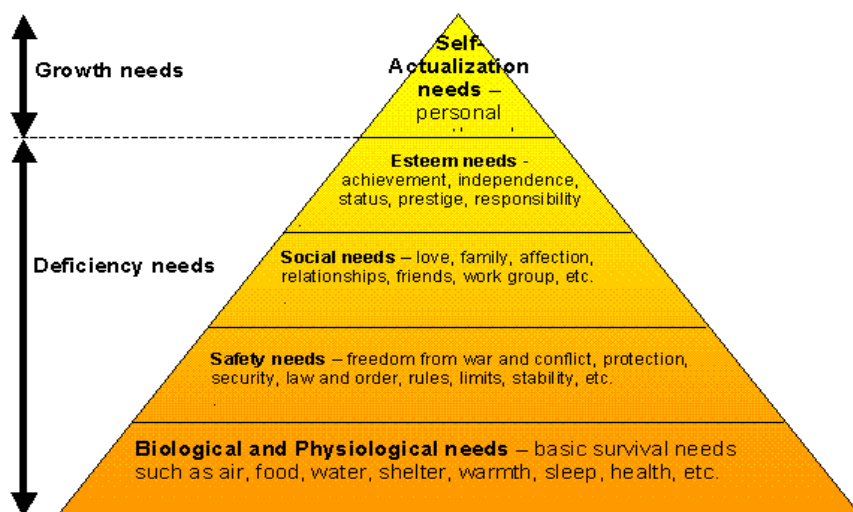 Self-
Actualization
needs –
personal
Growth needs
Esteem needs -
achievement, independence,
status, prestige, responsibility
Social needs – love, family, affection,
relationships, friends, work group, etc.
Deficiency needs
Safety needs – freedom from war and conflict, protection,
security, law and order, rules, limits, stability, etc.
Biological and Physiological needs – basic survival needs
such as air, food, water, shelter, warmth, sleep, health, etc.